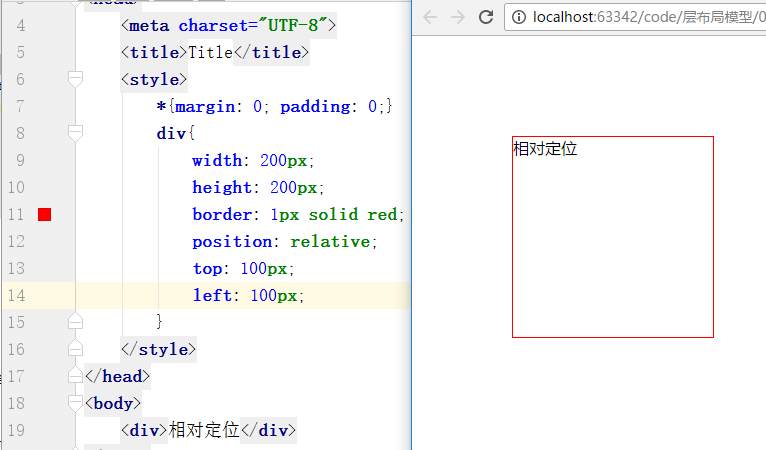 3 <head>
4 <meta charset="UTF-8">
5 <title>Title</title>
6 <style>
7 *{margin: 0; padding: 0;}
8 div{
9 width: 200px;
10 height: 200px;
11 border: 1px solid red;
12 position: relative;
13 top: 100px;
14 left: 100px;
15 }
16 </style>
17 </head>
18 <body>
19 <div>相对定位</div>
localhost:63342/code/层布局模型/0
相对定位